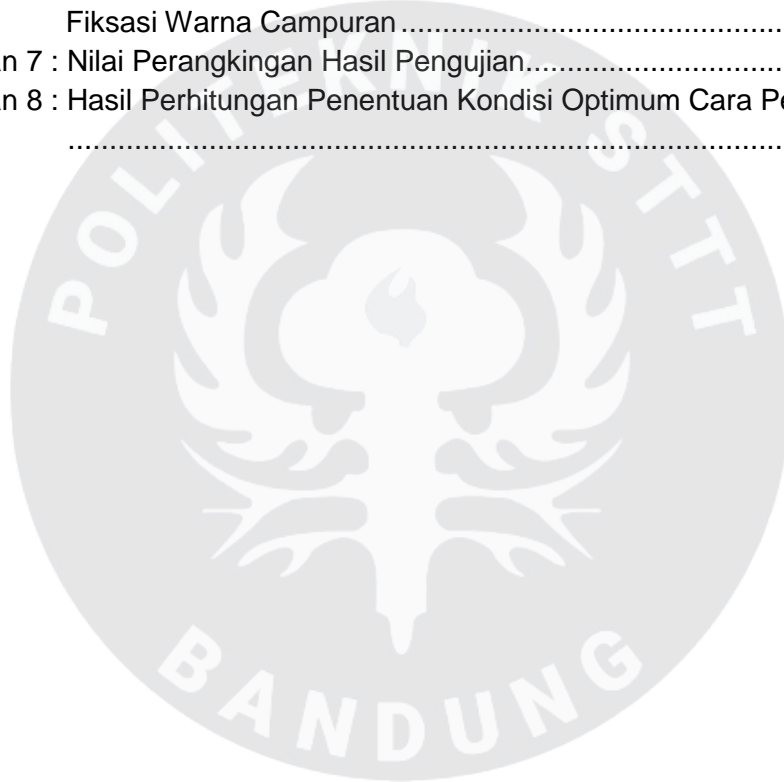 Fiksasi Warna Campuran
n 7 : Nilai Perangkingan Hasil Pengujian
n 8 : Hasil Perhitungan Penentuan Kondisi Optimum Cara
POLITEKNIK STTT
BANDUNG